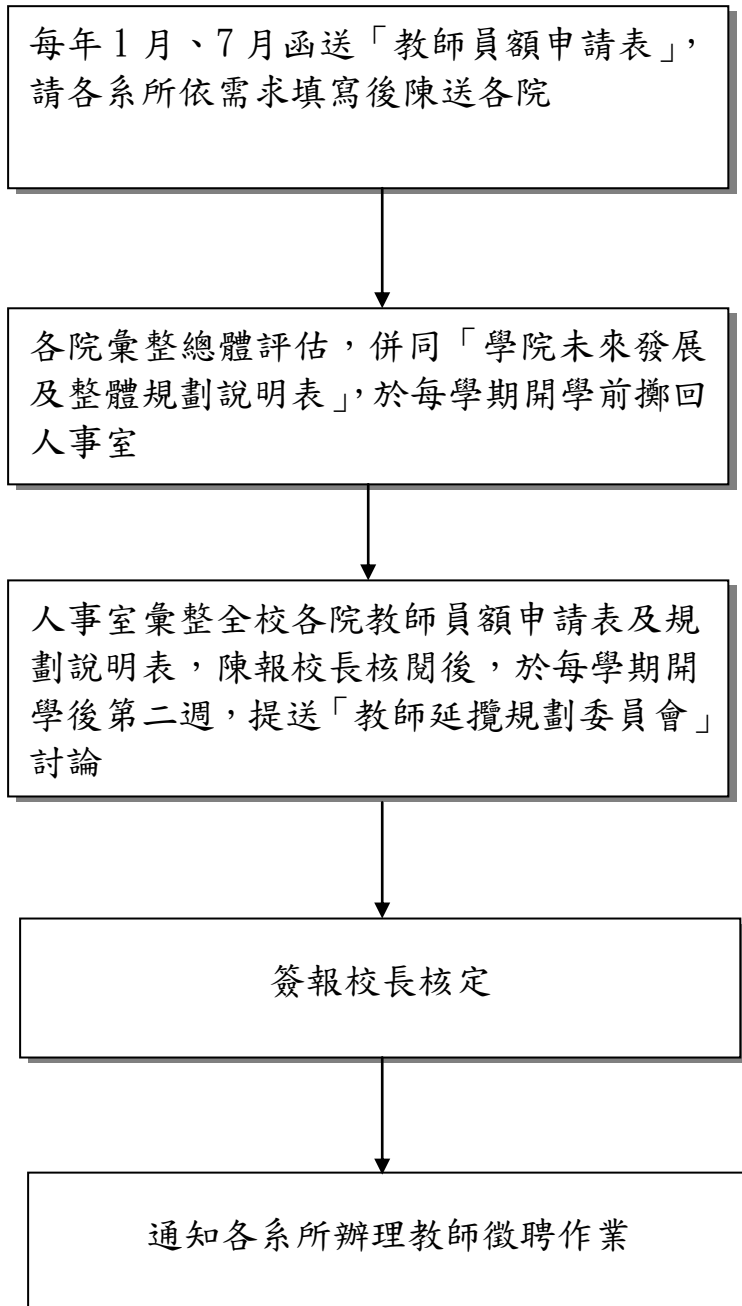 每年1月、7月函送「教師員額申請表」，
請各系所依需求填寫後陳送各院
各院彙整總體評估，併同「學院未來發展
及整體規劃說明表」，於每學期開學前擲回
人事室
人事室彙整全校各院教師員額申請表及規
劃說明表，陳報校長核閱後，於每學期開
學後第二週，提送「教師延攬規劃委員會」
討論
簽報校長核定
通知各系所辦理教師徵聘作業